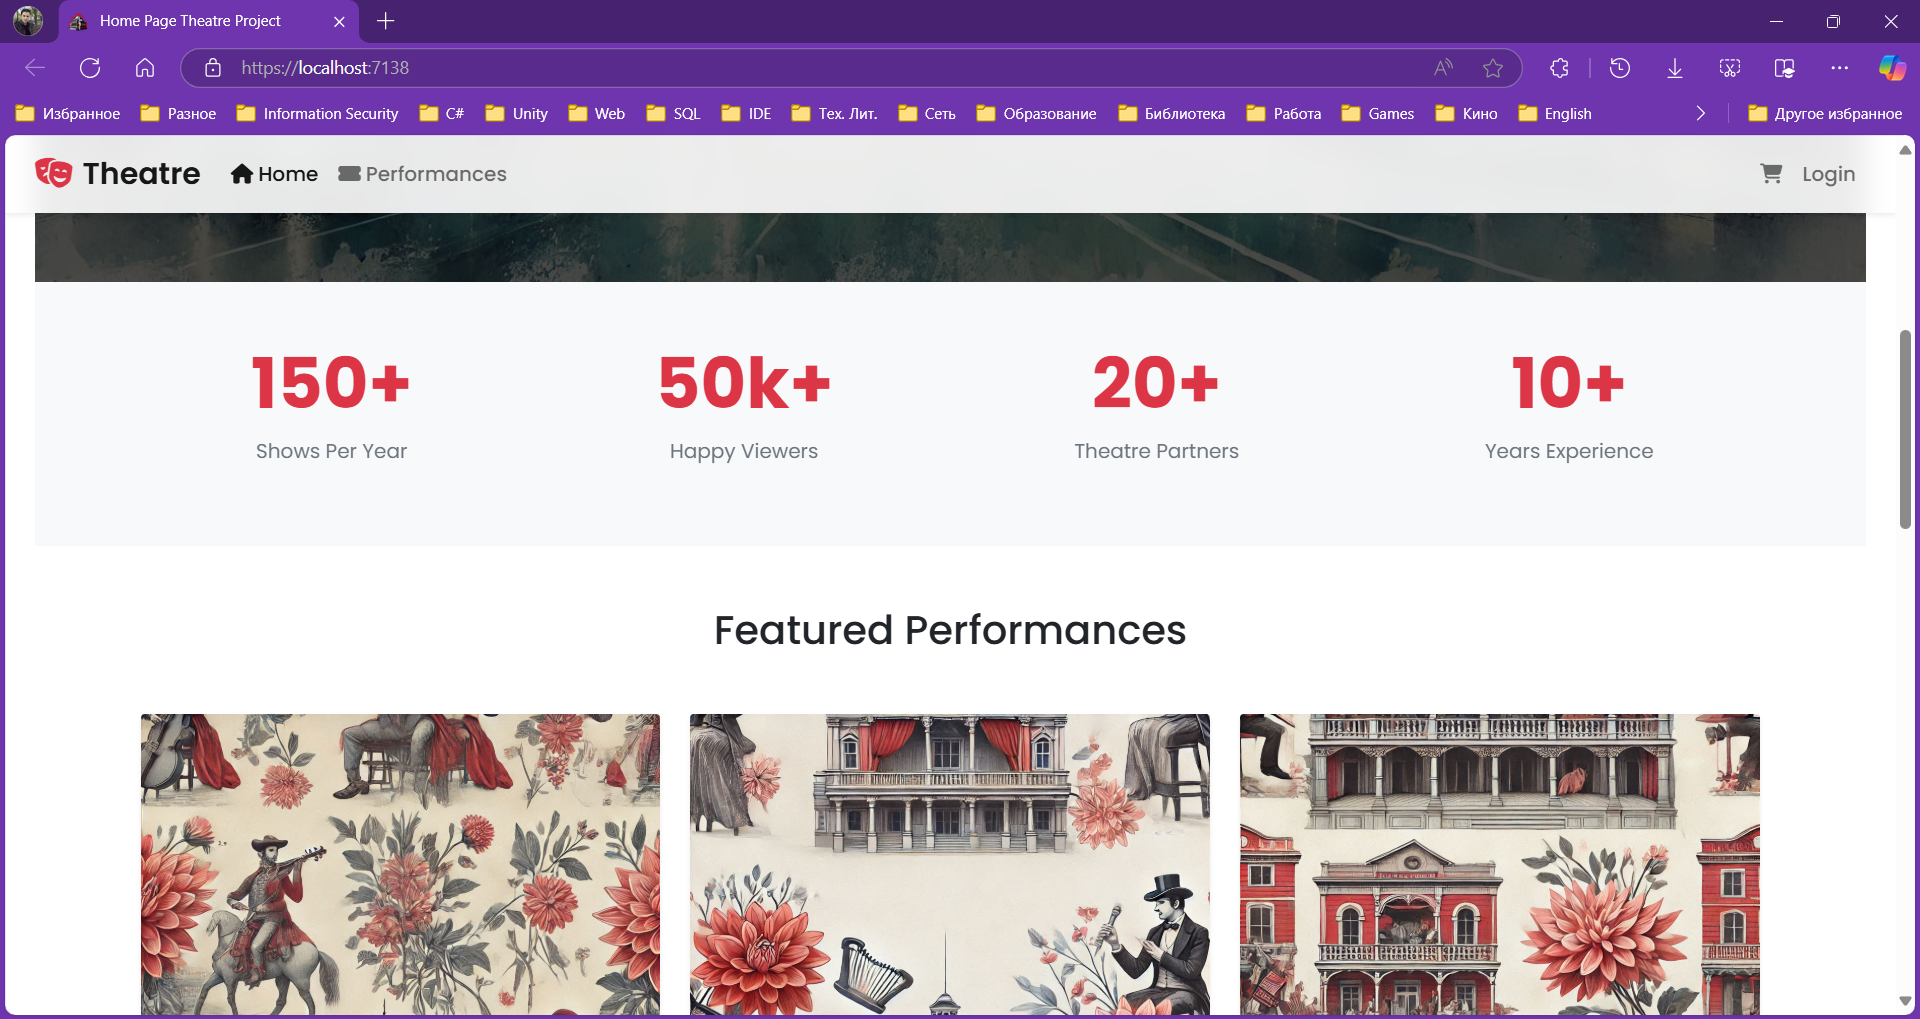 Home Page Theatre Project
https://localhost:7138
Избранное Разное Information Security C# Unity Web SQL IDE Тех. Лит. Сеть Образование Библиотека Работа Games Кино English Другое избранное
Theatre Home Performances Login
150+ 50k+ 20+ 10+
Shows Per Year Happy Viewers Theatre Partners Years Experience
Featured Performances